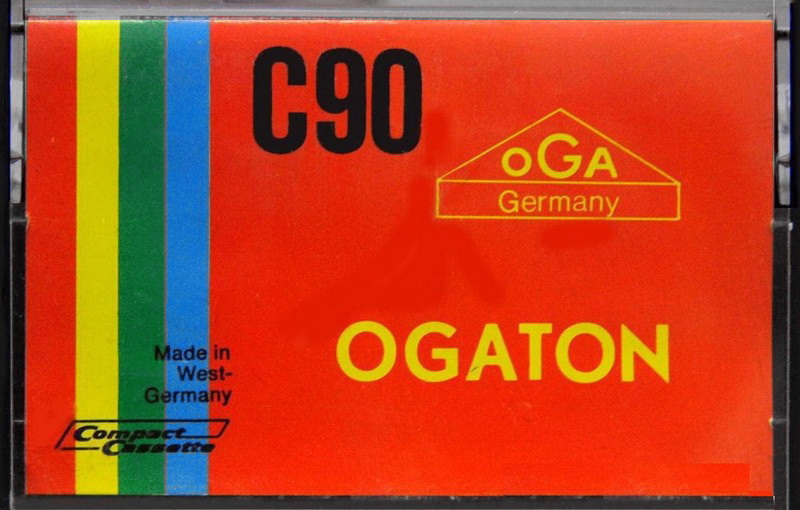 C90
oGA
Germany
OGATON
Made in
West-
Germany
Compact
Cassette